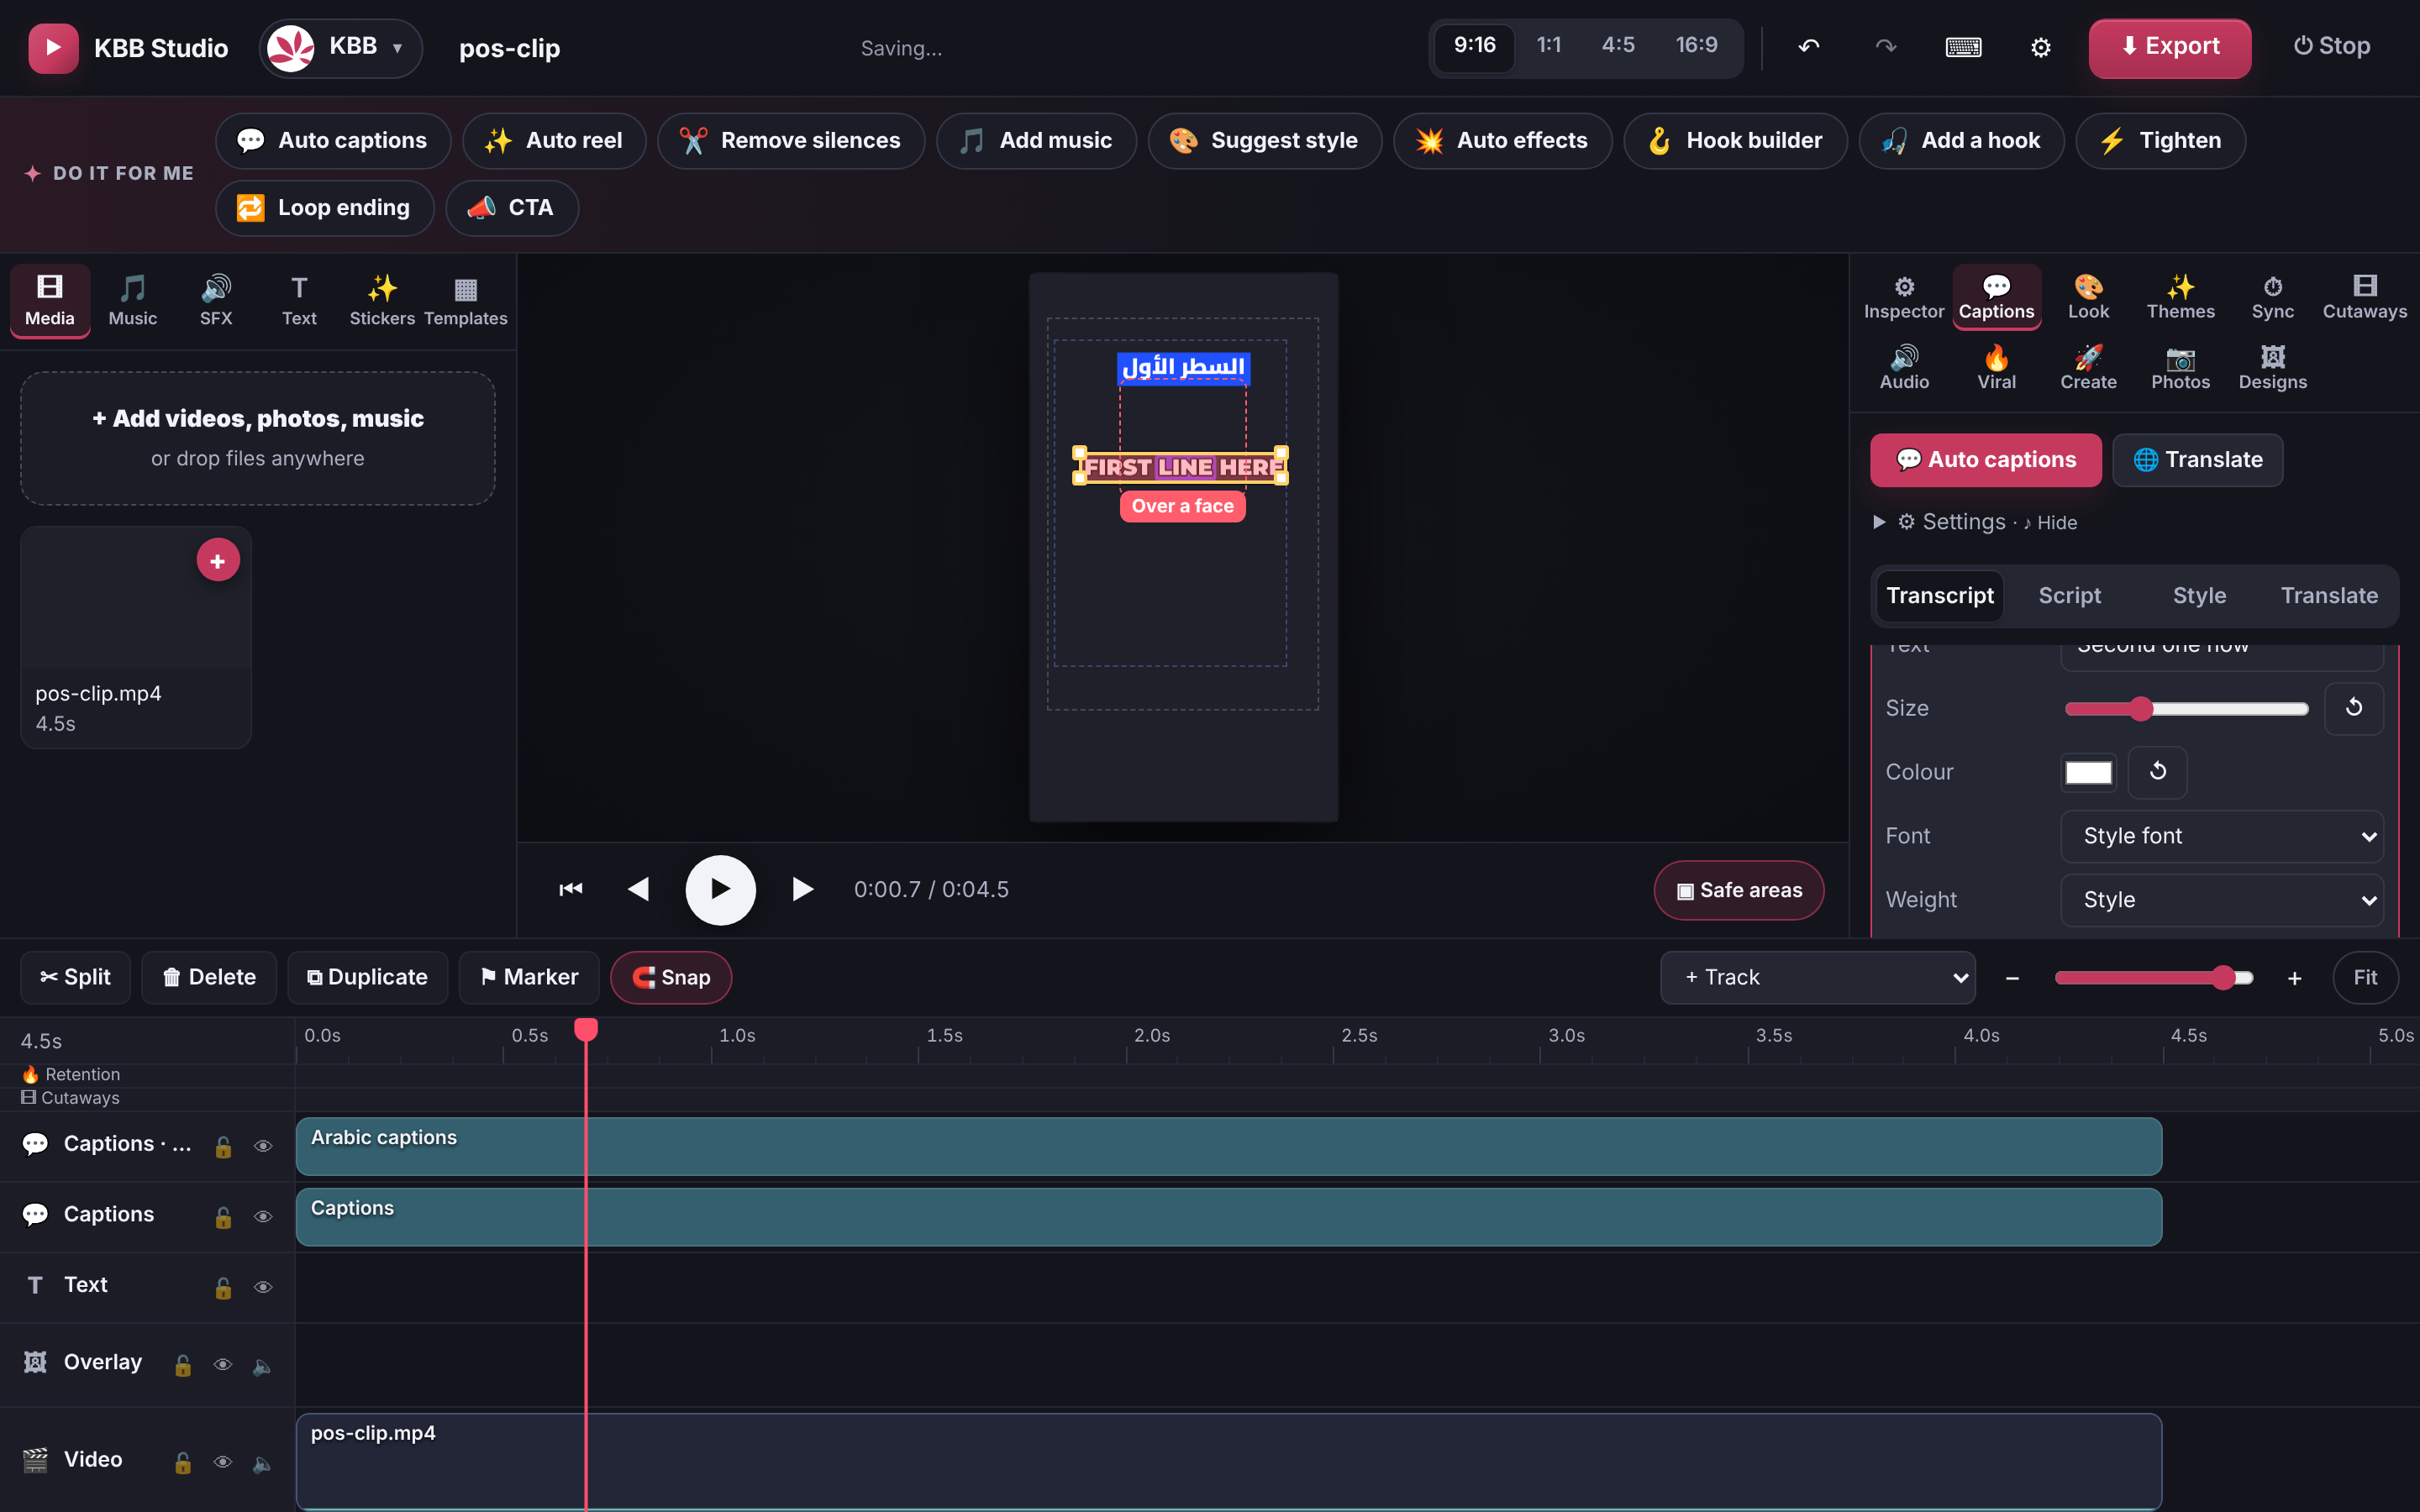 KBB Studio
KBB
pos-clip
Saving...
9:16 1:1 4:5 16:9
Export
Stop
DO IT FOR ME
Auto captions
Auto reel
Remove silences
Add music
Suggest style
Auto effects
Hook builder
Add a hook
Tighten
Loop ending
CTA
Media
Music
SFX
Text
Stickers
Templates
+ Add videos, photos, music
or drop files anywhere
pos-clip.mp4
4.5s
السطر الأول
FIRST LINE HERE
Over a face
0:00.7 / 0:04.5
Safe areas
Inspector
Captions
Look
Themes
Sync
Cutaways
Audio
Viral
Create
Photos
Designs
Auto captions
Translate
Settings · ♪ Hide
Transcript
Script
Style
Translate
Text Second one now
Size
Colour
Font Style font
Weight Style
Split
Delete
Duplicate
Marker
Snap
+ Track
Fit
4.5s
0.0s 0.5s 1.0s 1.5s 2.0s 2.5s 3.0s 3.5s 4.0s 4.5s 5.0s
Retention
Cutaways
Captions · ...
Arabic captions
Captions
Captions
Text
Overlay
Video
pos-clip.mp4